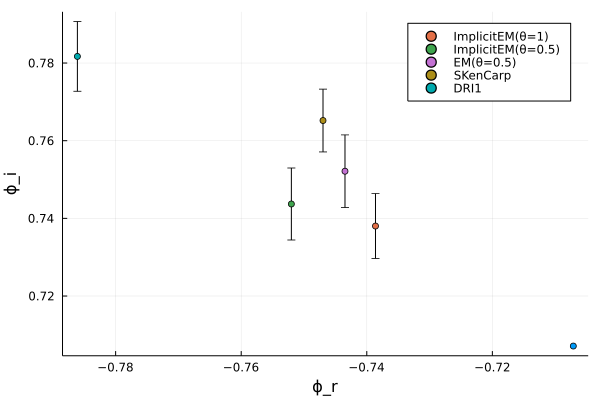 ImplicitEM(θ=1)
ImplicitEM(θ=0.5)
EM(θ=0.5)
SKenCarp
DRI1
ϕ_i
0.78
0.76
0.74
0.72
−0.78
−0.76
−0.74
−0.72
ϕ_r